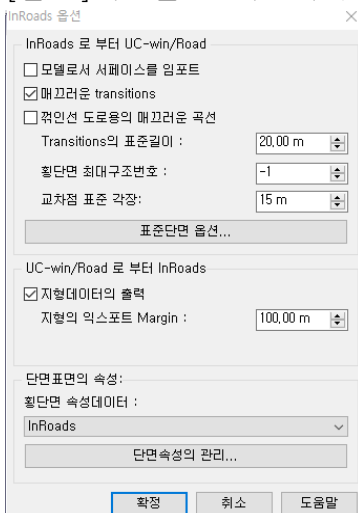 InRoads 옵션
InRoads 로 부터 UC-win/Road
모델로서 서페이스를 임포트
매끄러운 transitions
꺾인선 도로용의 매끄러운 곡선
Transitions의 표준길이 : 20,00 m
횡단면 최대구조번호 : -1
교차점 표준 각장: 15 m
표준단면 옵션...
UC-win/Road 로 부터 InRoads
지형데이터의 출력
지형의 익스포트 Margin : 100,00 m
단면표면의 속성:
횡단면 속성데이터 :
InRoads
단면속성의 관리...
확정 취소 도움말